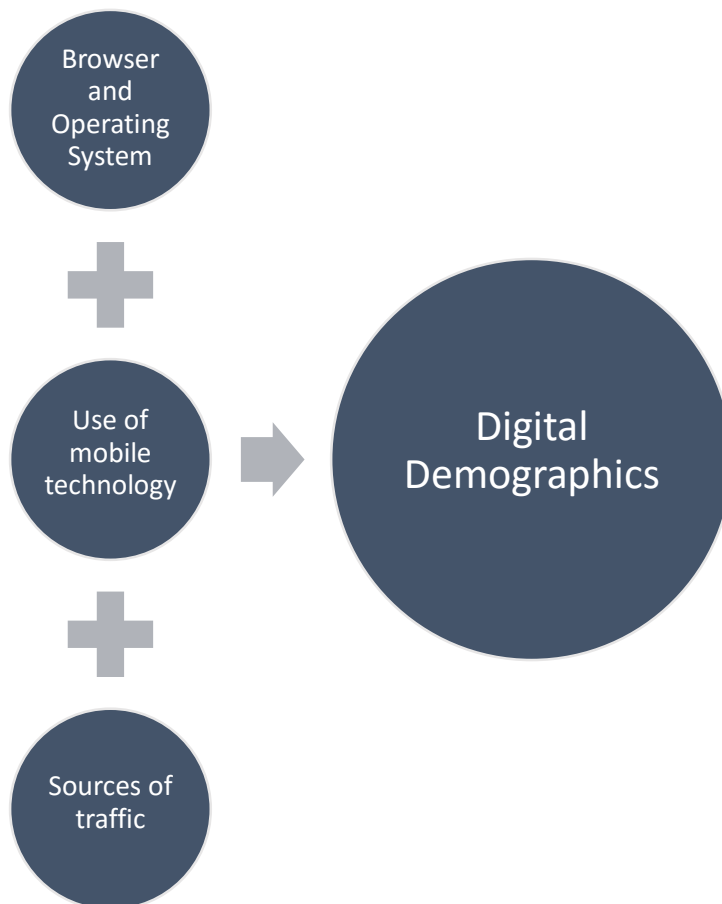 Browser
and
Operating
System
Use of
mobile
technology
Sources of
traffic
Digital
Demographics